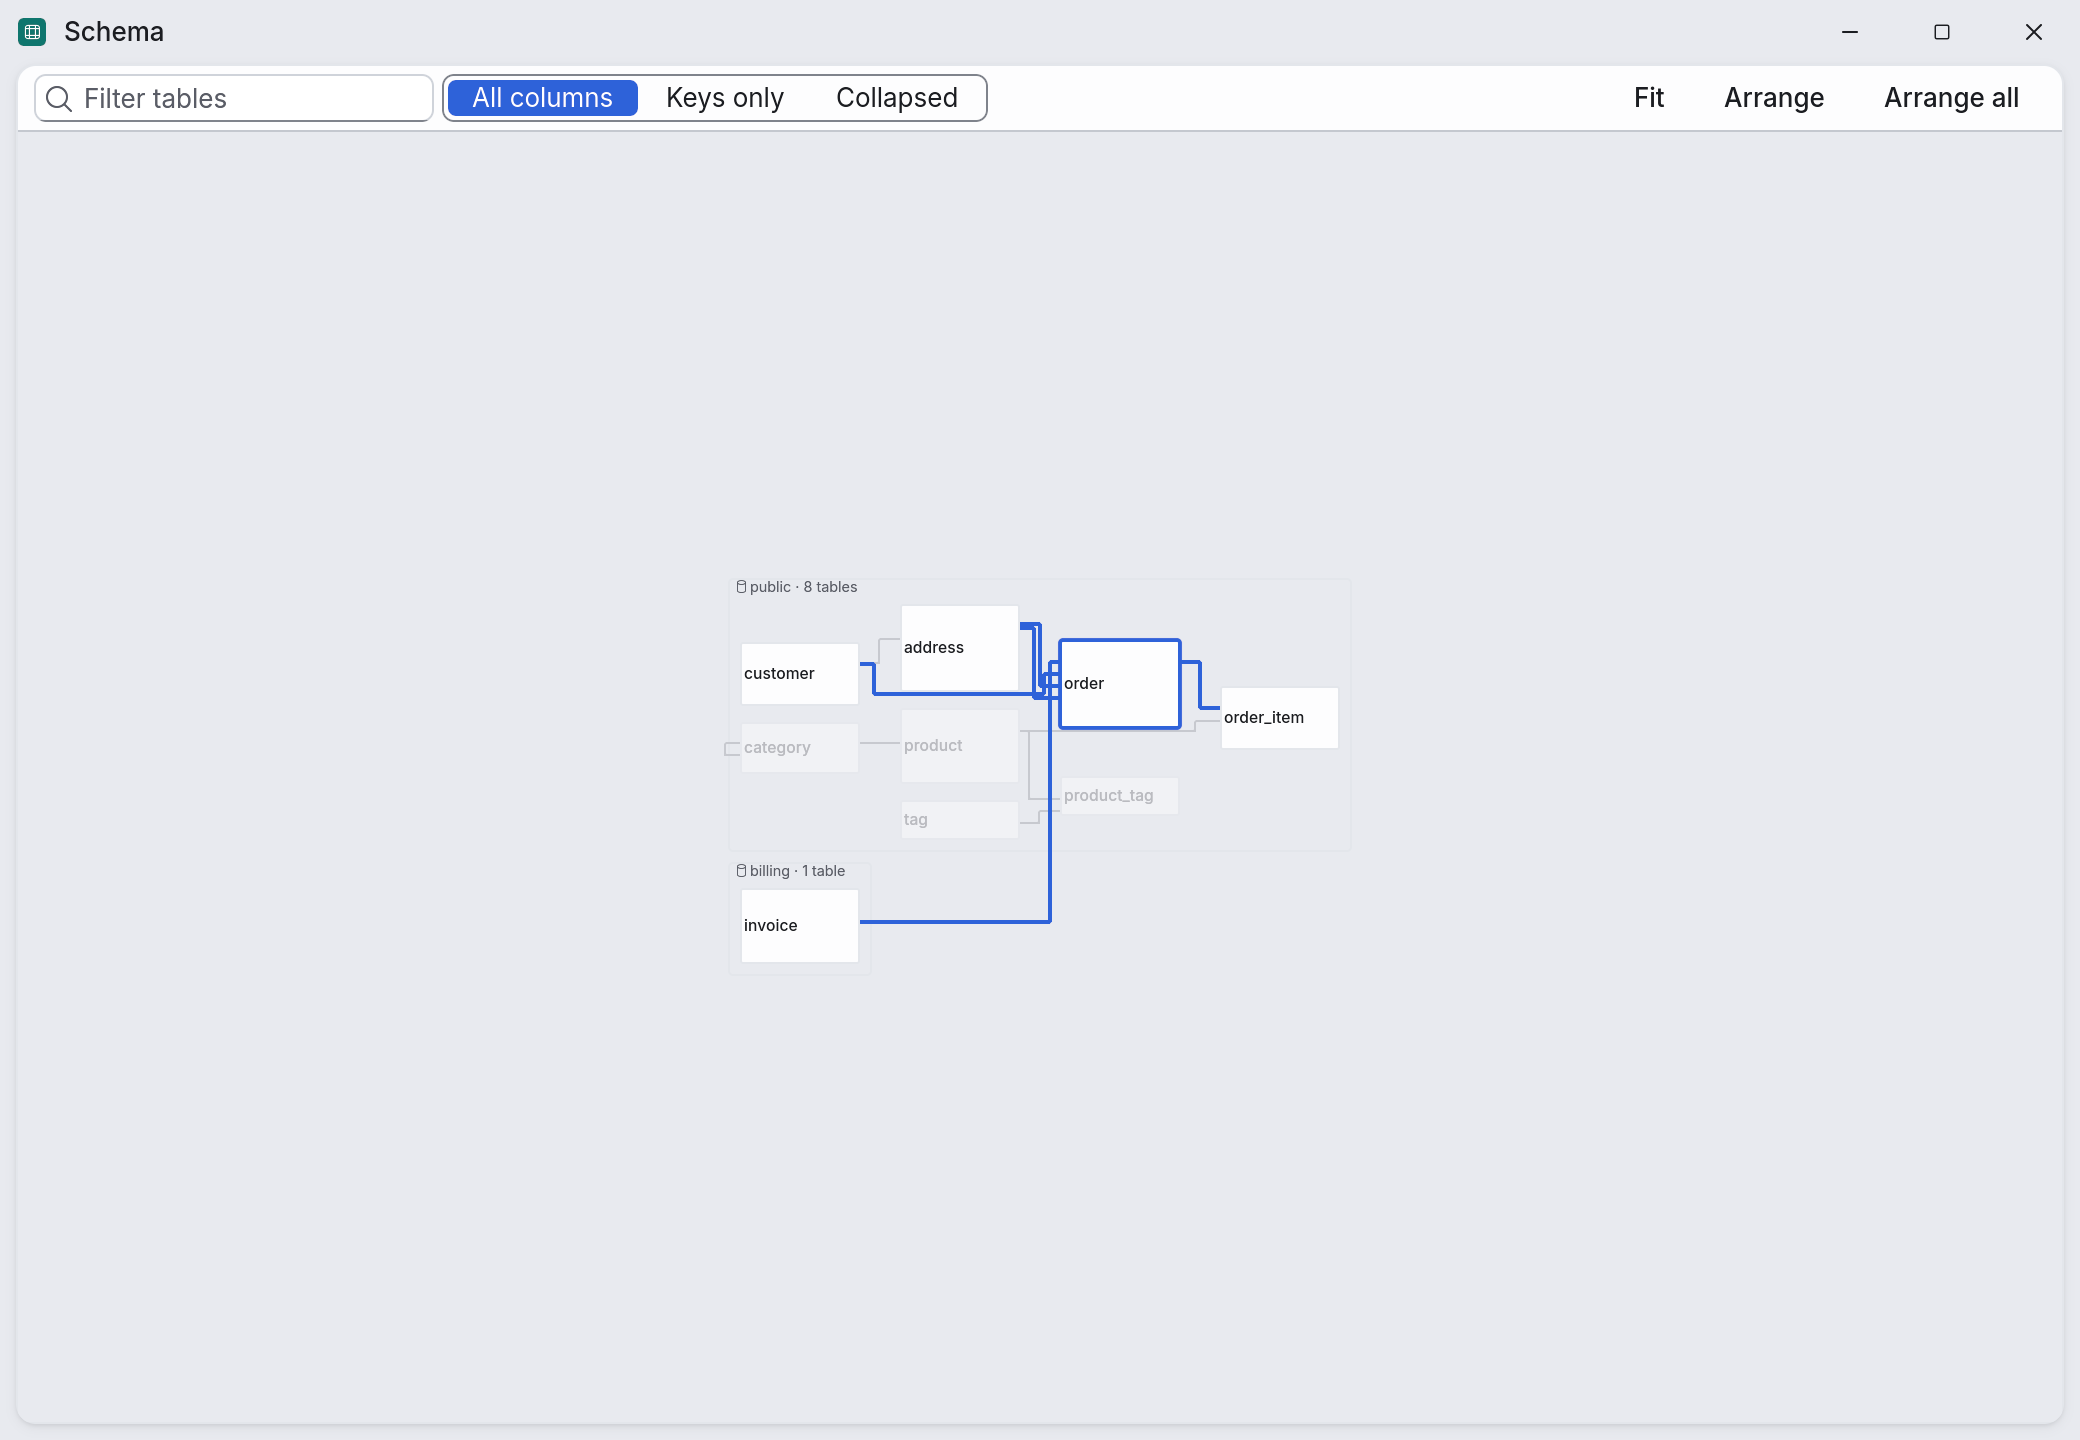 Schema
Filter tables
All columns
Keys only
Collapsed
Fit
Arrange
Arrange all
public · 8 tables
address
customer
order
order_item
category
product
product_tag
tag
billing · 1 table
invoice